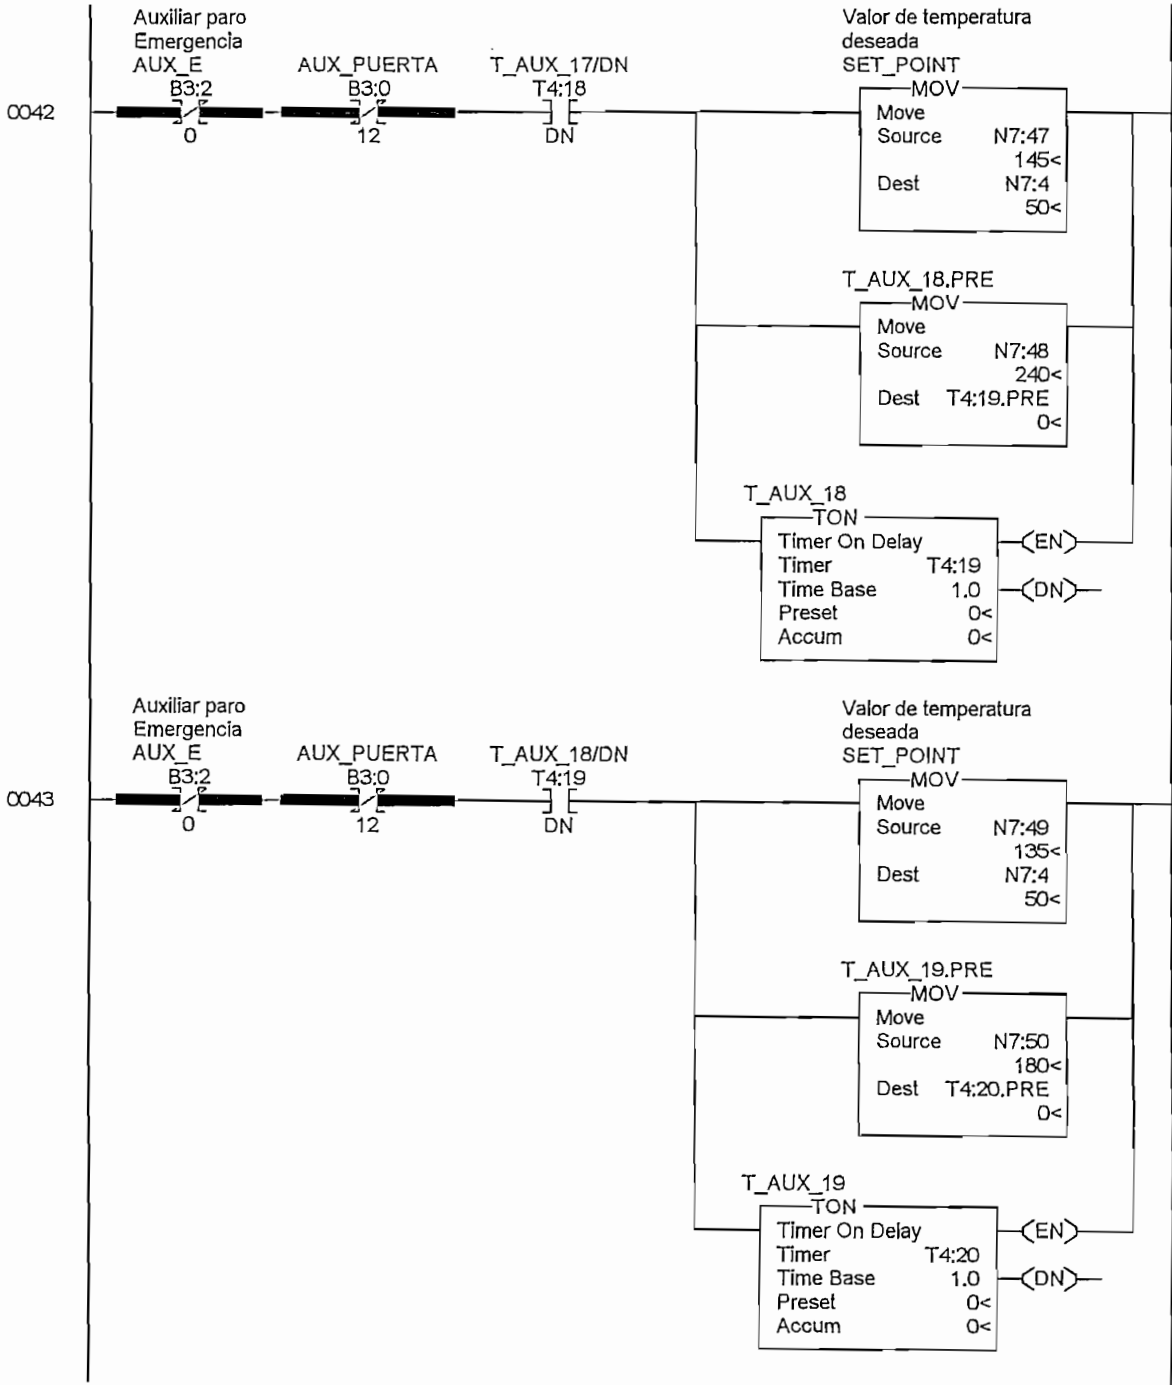 Auxiliar paro
Emergencia
AUX_E
B3:2
0
AUX_PUERTA
B3:0
12
T_AUX_17/DN
T4:18
DN
0042
Valor de temperatura
deseada
SET_POINT
MOV
Move
Source N7:47
145<
Dest N7:4
50<
T_AUX_18.PRE
MOV
Move
Source N7:48
240<
Dest T4:19.PRE
0<
T_AUX_18
TON
Timer On Delay
Timer T4:19
Time Base 1.0
Preset 0<
Accum 0<
EN
DN
Auxiliar paro
Emergencia
AUX_E
B3:2
0
AUX_PUERTA
B3:0
12
T_AUX_18/DN
T4:19
DN
0043
Valor de temperatura
deseada
SET_POINT
MOV
Move
Source N7:49
135<
Dest N7:4
50<
T_AUX_19.PRE
MOV
Move
Source N7:50
180<
Dest T4:20.PRE
0<
T_AUX_19
TON
Timer On Delay
Timer T4:20
Time Base 1.0
Preset 0<
Accum 0<
EN
DN